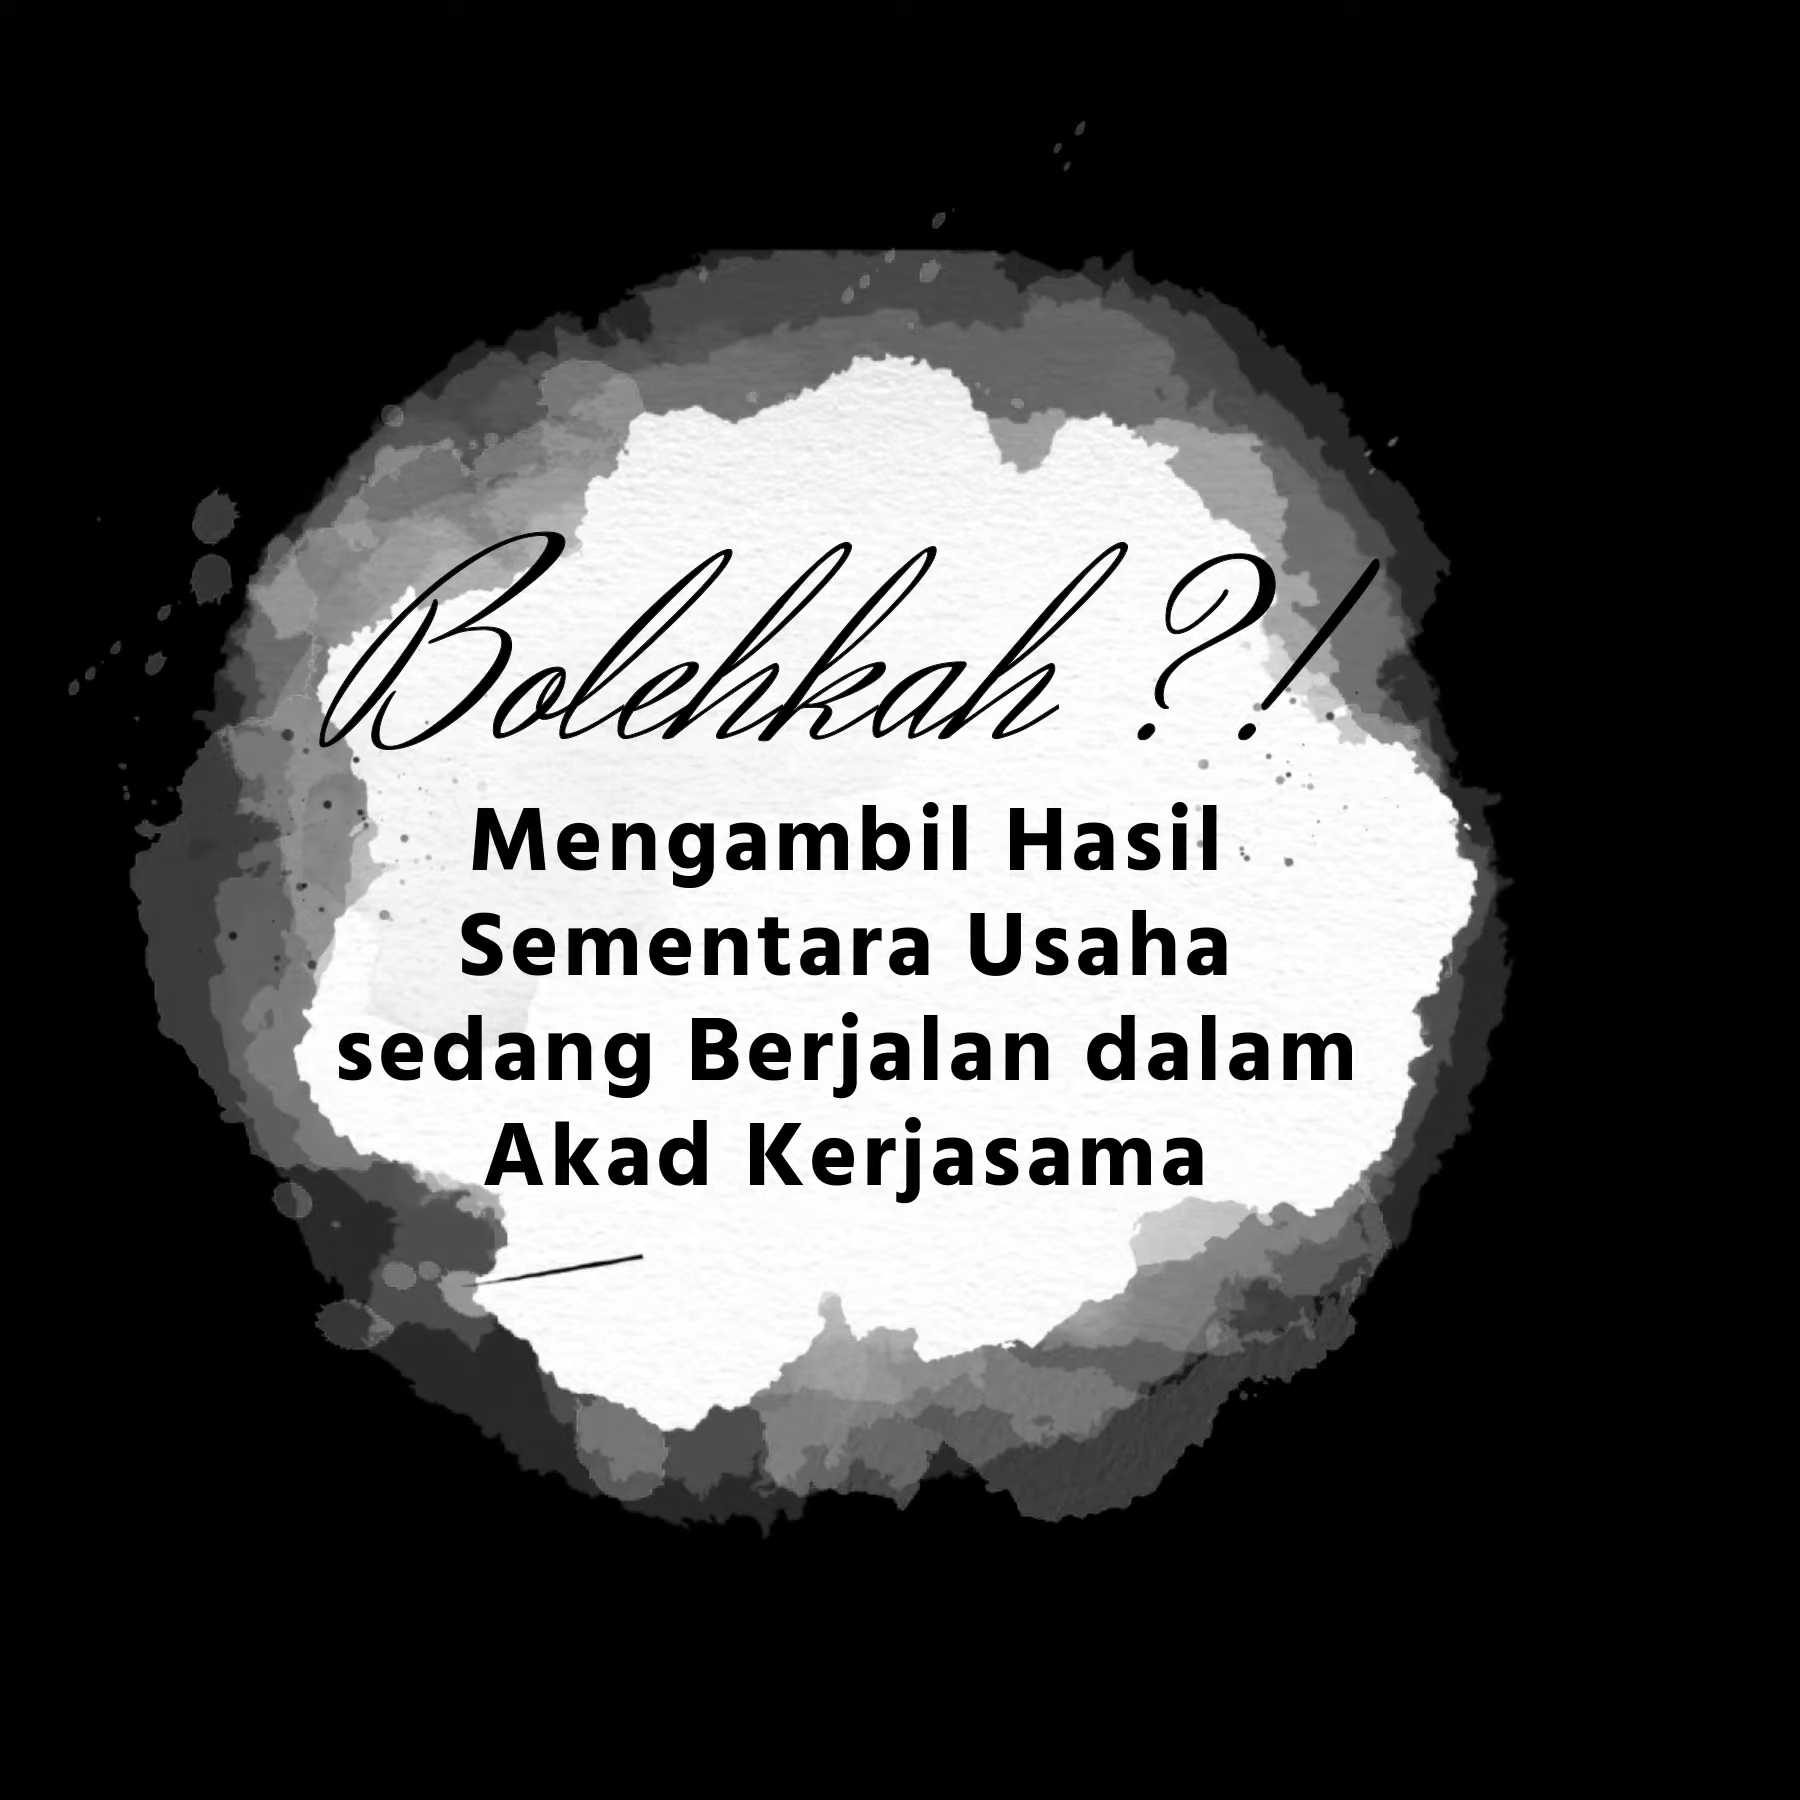 Bolehkah ?!
Mengambil Hasil
Sementara Usaha
sedang Berjalan dalam
Akad Kerjasama